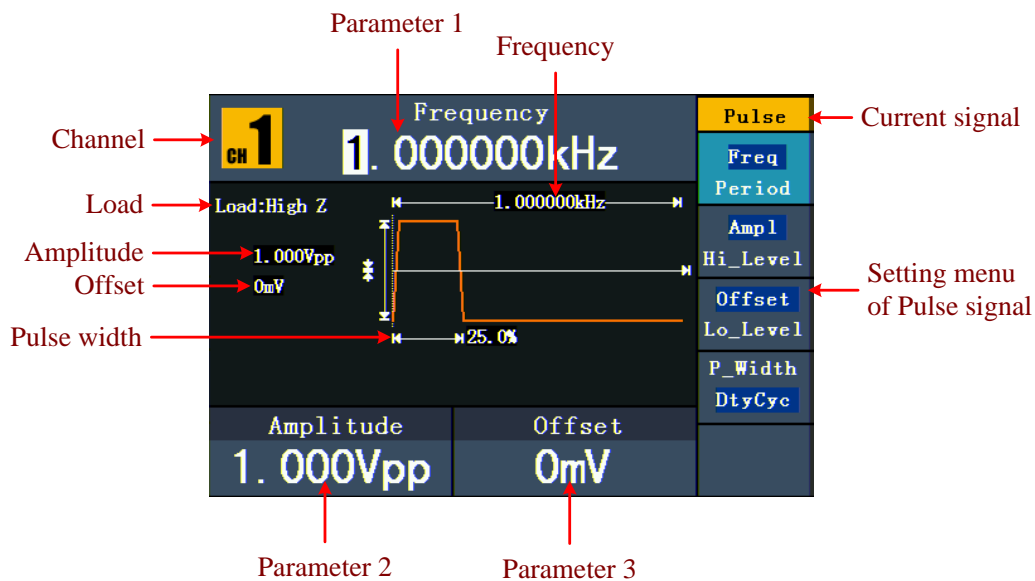 Parameter 1
Frequency
Channel
Load
Amplitude
Offset
Pulse width
CH 1
Frequency
1.000000kHz
Load:High Z
1.000000kHz
1.000Vpp
0mV
25.0%
Amplitude
1.000Vpp
Offset
0mV
Pulse
Freq
Period
Ampl
Hi_Level
Offset
Lo_Level
P_Width
DtyCyc
Current signal
Setting menu
of Pulse signal
Parameter 2
Parameter 3